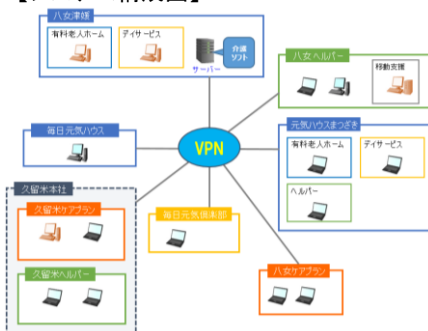 八女津媛
有料老人ホーム
デイサービス
介護
ソフト
サーバー
八女ヘルパー
移動支援
毎日元気ハウス
VPN
元気ハウスまつざき
有料老人ホーム
デイサービス
ヘルパー
久留米本社
久留米ケアプラン
久留米ヘルパー
毎日元気倶楽部
八女ケアプラン